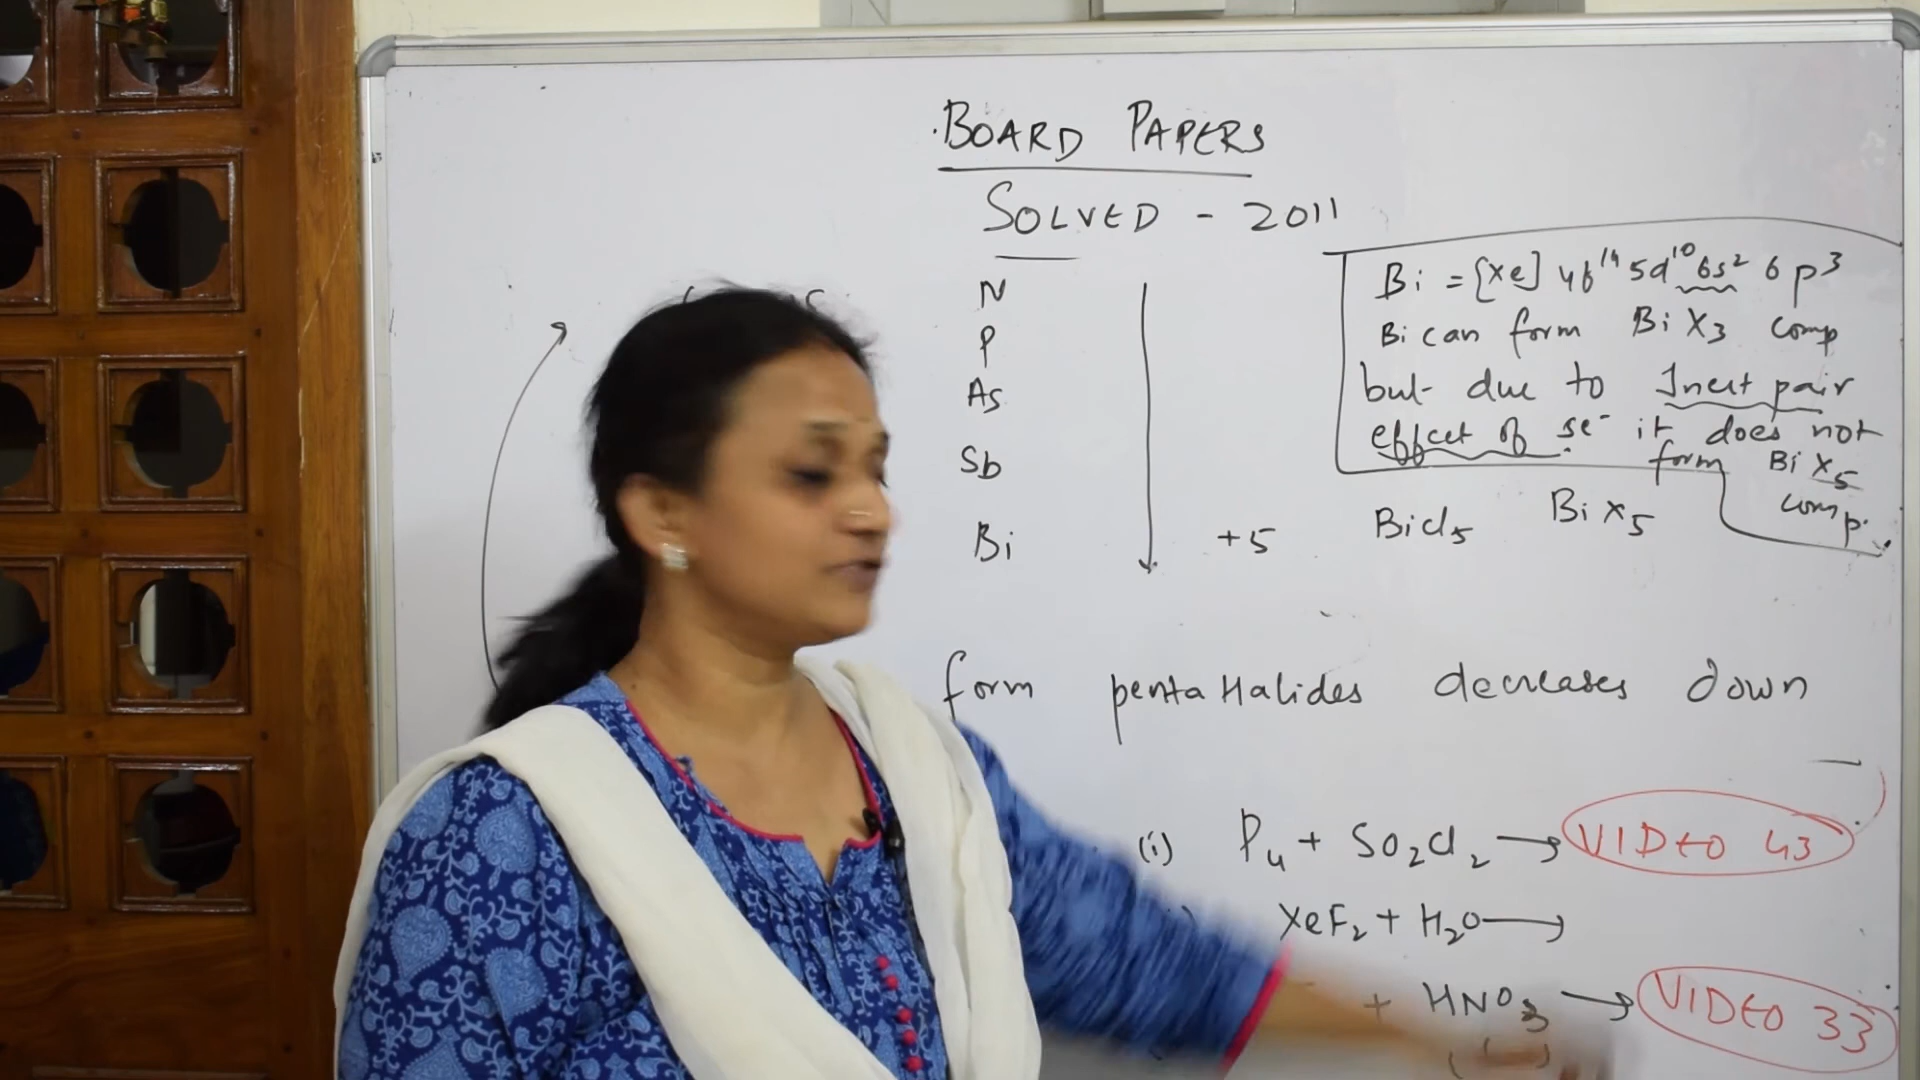 BOARD PAPERS
SOLVED - 2011
N
P
As
Sb
Bi
Bi = [Xe] 4f¹⁴ 5d¹⁰ 6s² 6p³
Bi can form BiX₃ comp
but due to Inert pair
effect of se⁻ it does not
form BiX₅
comp.
+5 BiCl₅ BiX₅
form pentaHalides decreases down
(i) P₄ + SO₂Cl₂ → VIDEO 43
XeF₂ + H₂O →
+ HNO₃ → VIDEO 33